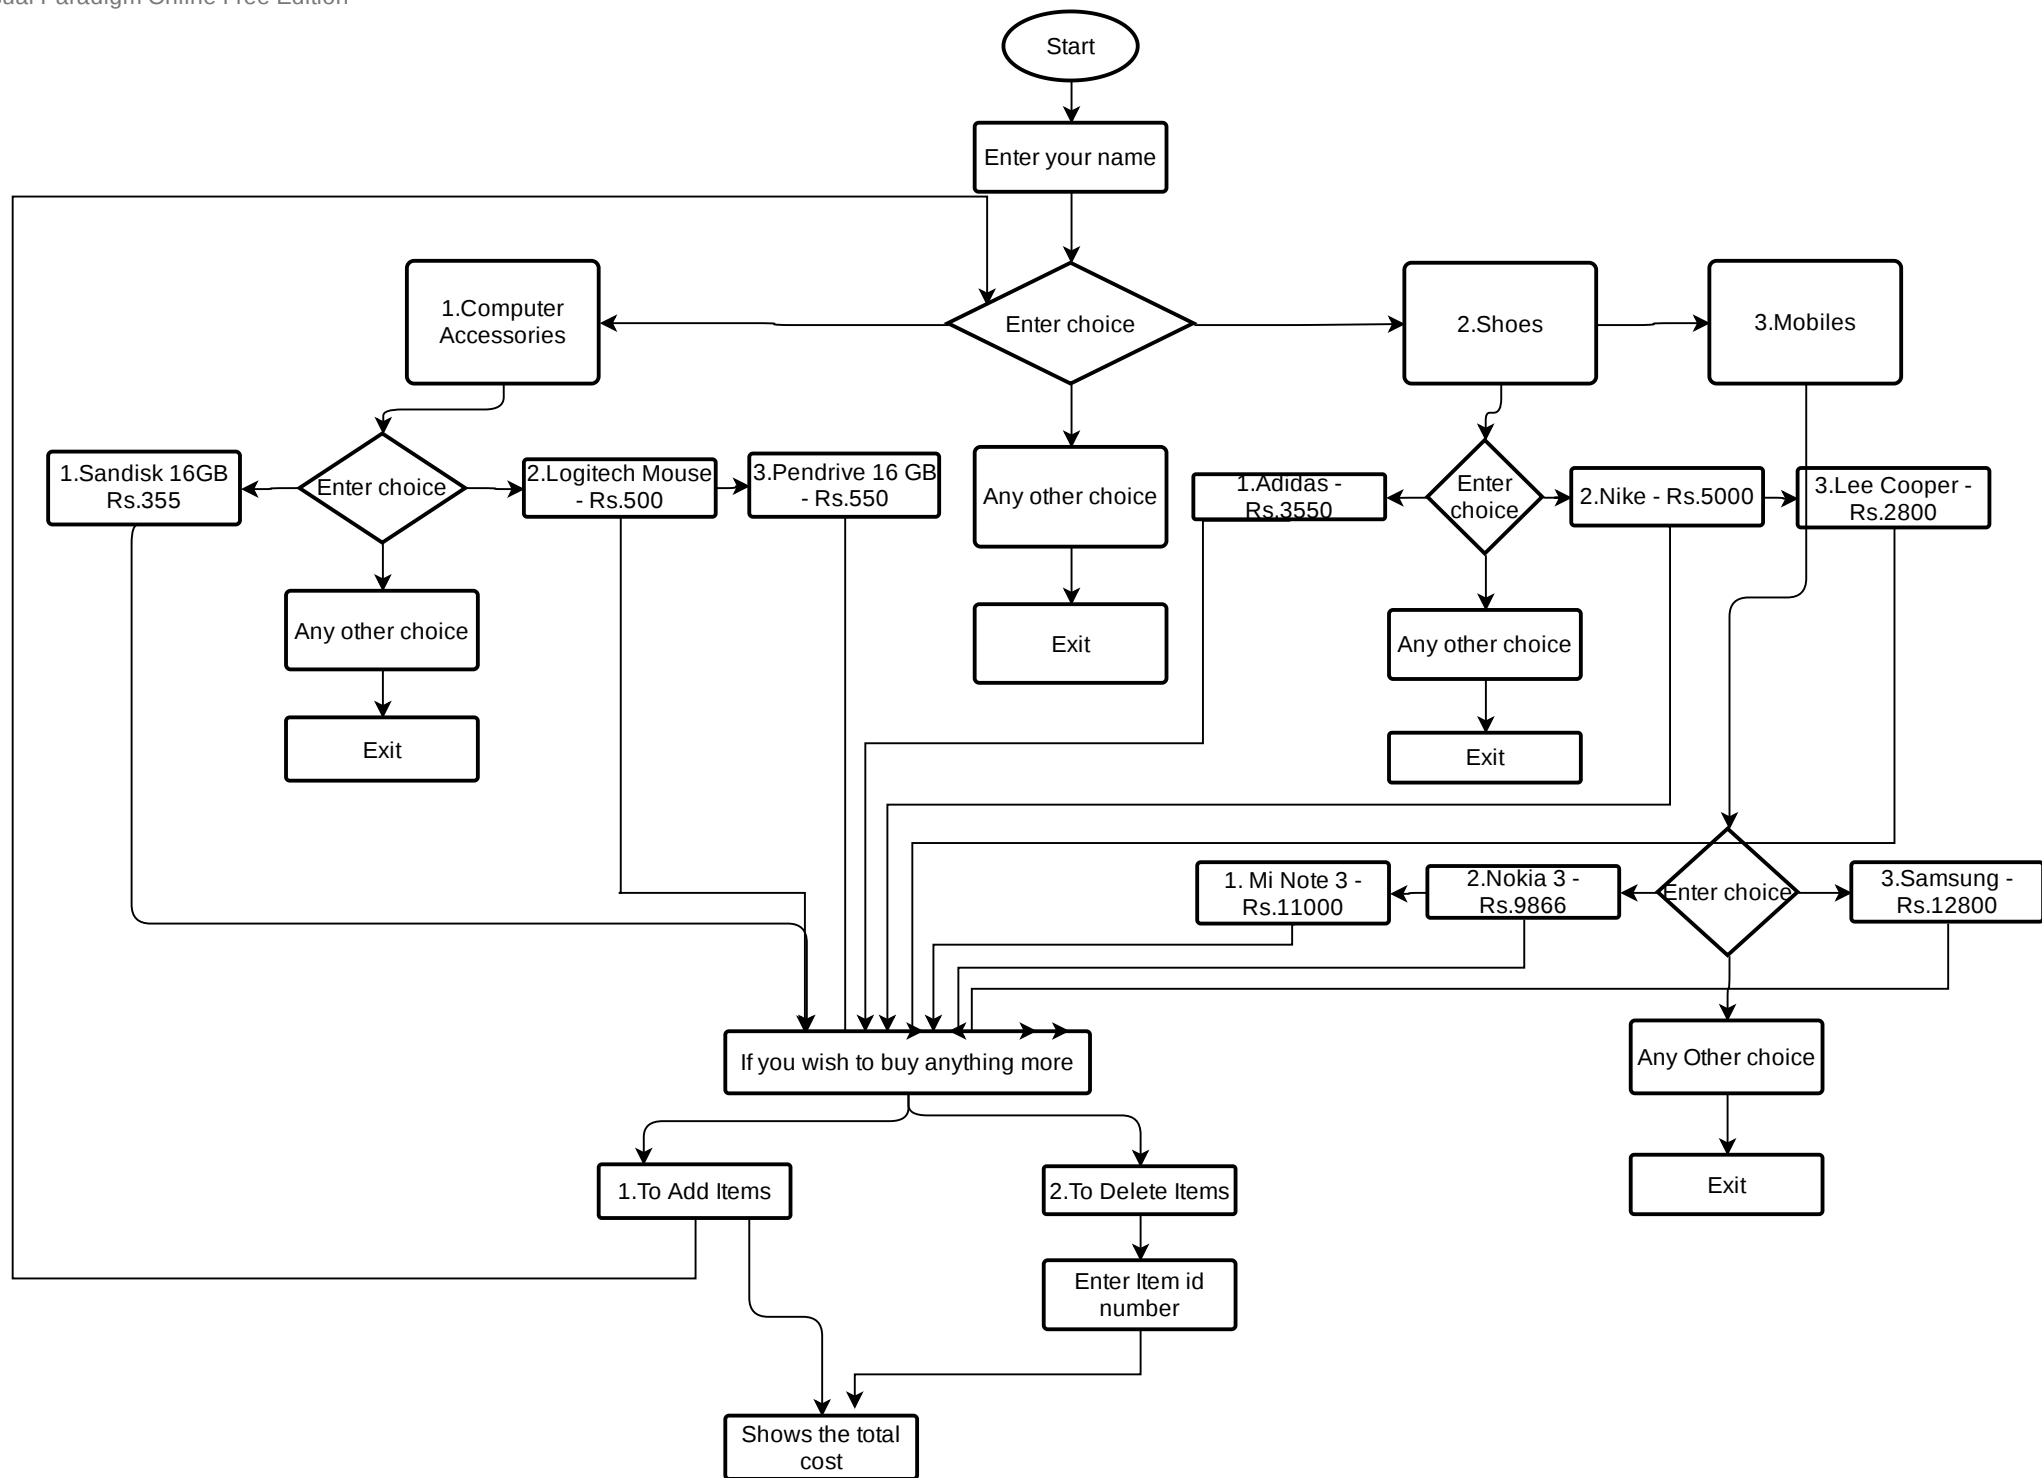 Paradigm Online Free Edition
Start
Enter your name
1.Computer
Accessories
Enter choice
2.Shoes
3.Mobiles
1.Sandisk 16GB
Rs.355
Enter choice
2.Logitech Mouse
- Rs.500
3.Pendrive 16 GB
- Rs.550
Any other choice
1.Adidas -
Rs.3550
Enter
choice
2.Nike - Rs.5000
3.Lee Cooper -
Rs.2800
Any other choice
Exit
Any other choice
Exit
Exit
1. Mi Note 3 -
Rs.11000
2.Nokia 3 -
Rs.9866
Enter choice
3.Samsung -
Rs.12800
If you wish to buy anything more
Any Other choice
1.To Add Items
2.To Delete Items
Exit
Enter Item id
number
Shows the total
cost